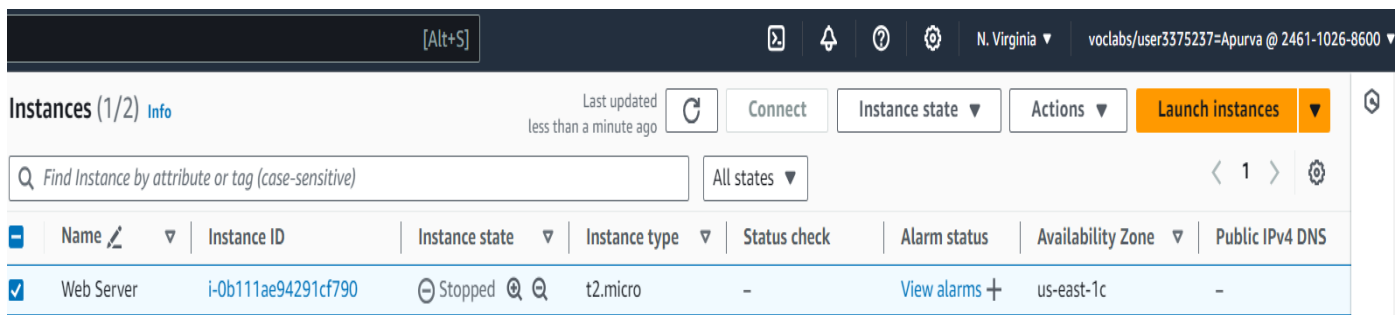 [Alt+S] N. Virginia ▼ voclabs/user3375237=Apurva @ 2461-1026-8600 ▼
Instances (1/2) Info
Last updated
less than a minute ago
Connect Instance state ▼ Actions ▼ Launch instances ▼
Find Instance by attribute or tag (case-sensitive) All states ▼ 1
Name Instance ID Instance state Instance type Status check Alarm status Availability Zone Public IPv4 DNS
Web Server i-0b111ae94291cf790 Stopped t2.micro – View alarms + us-east-1c –